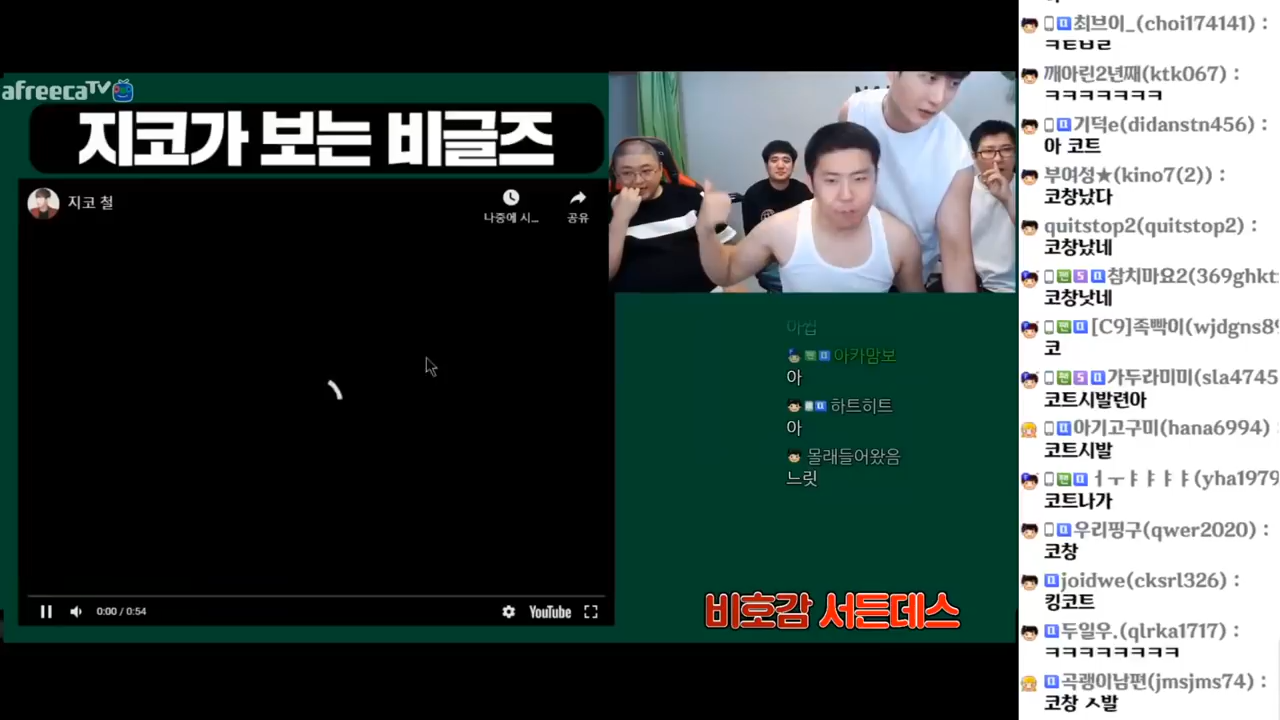 afreecaTV
지코가 보는 비글즈
지코 철
나중에 시...
공유
0:00 / 0:54
YouTube
아씹
아카맘보
아
하트히트
아
몰래들어왔음
느릿
비호감 서든데스
최브이_(choi174141) :
ㅋㅌㅂㄹ
깨아린2년째(ktk067) :
ㅋㅋㅋㅋㅋㅋㅋ
기덕e(didanstn456) :
아 코트
부여성★(kino7(2)) :
코창났다
quitstop2(quitstop2) :
코창났네
참치마요2(369ghkt
코창낫네
[C9]족빡이(wjdgns89
코
가두라미미(sla4745
코트시발련아
아기고구미(hana6994)
코트시발
ㅓㅜㅑㅑㅑㅑ(yha1979
코트나가
우리핑구(qwer2020) :
코창
joidwe(cksrl326) :
킹코트
두일우.(qlrka1717) :
ㅋㅋㅋㅋㅋㅋㅋㅋ
곡괭이남편(jmsjms74) :
코창 ㅅ발